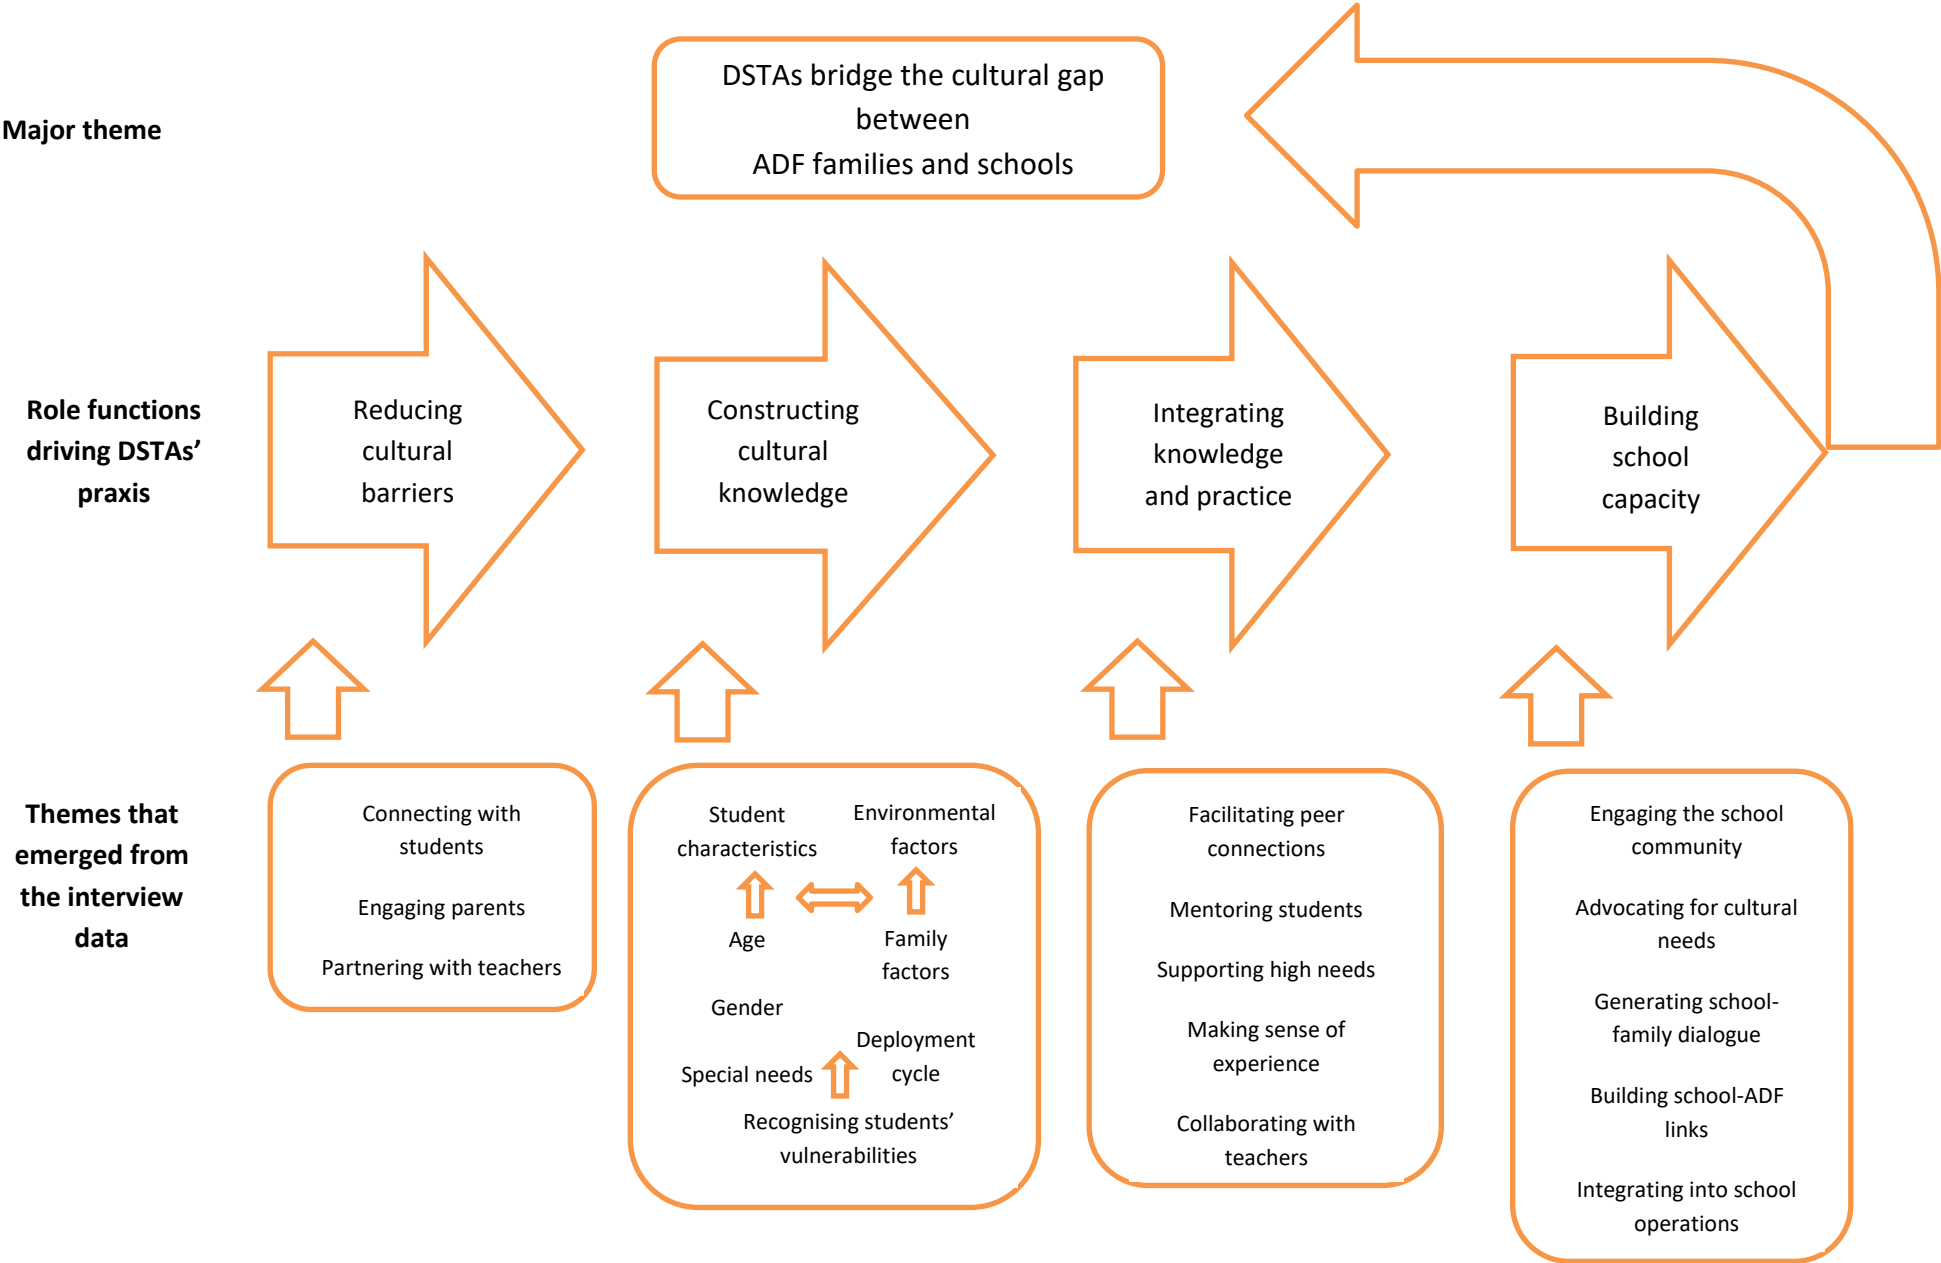 Major theme
DSTAs bridge the cultural gap
between
ADF families and schools
Role functions
driving DSTAs’
praxis
Reducing
cultural
barriers
Constructing
cultural
knowledge
Integrating
knowledge
and practice
Building
school
capacity
Themes that
emerged from
the interview
data
Connecting with
students
Engaging parents
Partnering with teachers
Student
characteristics
Environmental
factors
Age
Family
factors
Gender
Special needs
Deployment
cycle
Recognising students’
vulnerabilities
Facilitating peer
connections
Mentoring students
Supporting high needs
Making sense of
experience
Collaborating with
teachers
Engaging the school
community
Advocating for cultural
needs
Generating school-
family dialogue
Building school-ADF
links
Integrating into school
operations